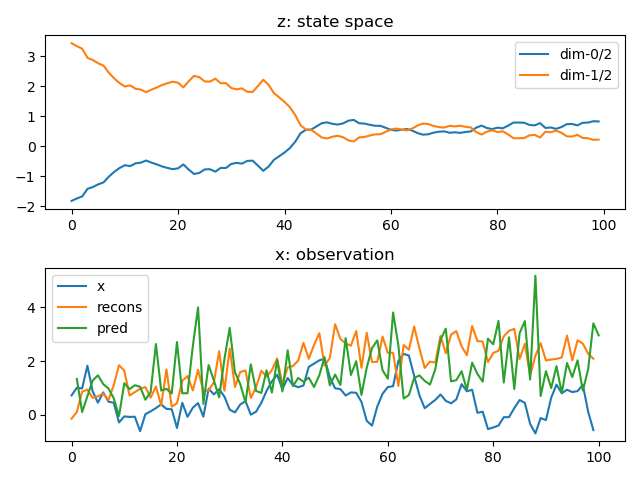 z: state space
3
2
1
0
−1
−2
dim-0/2
dim-1/2
0 20 40 60 80 100
x: observation
4
2
0
x
recons
pred
0 20 40 60 80 100